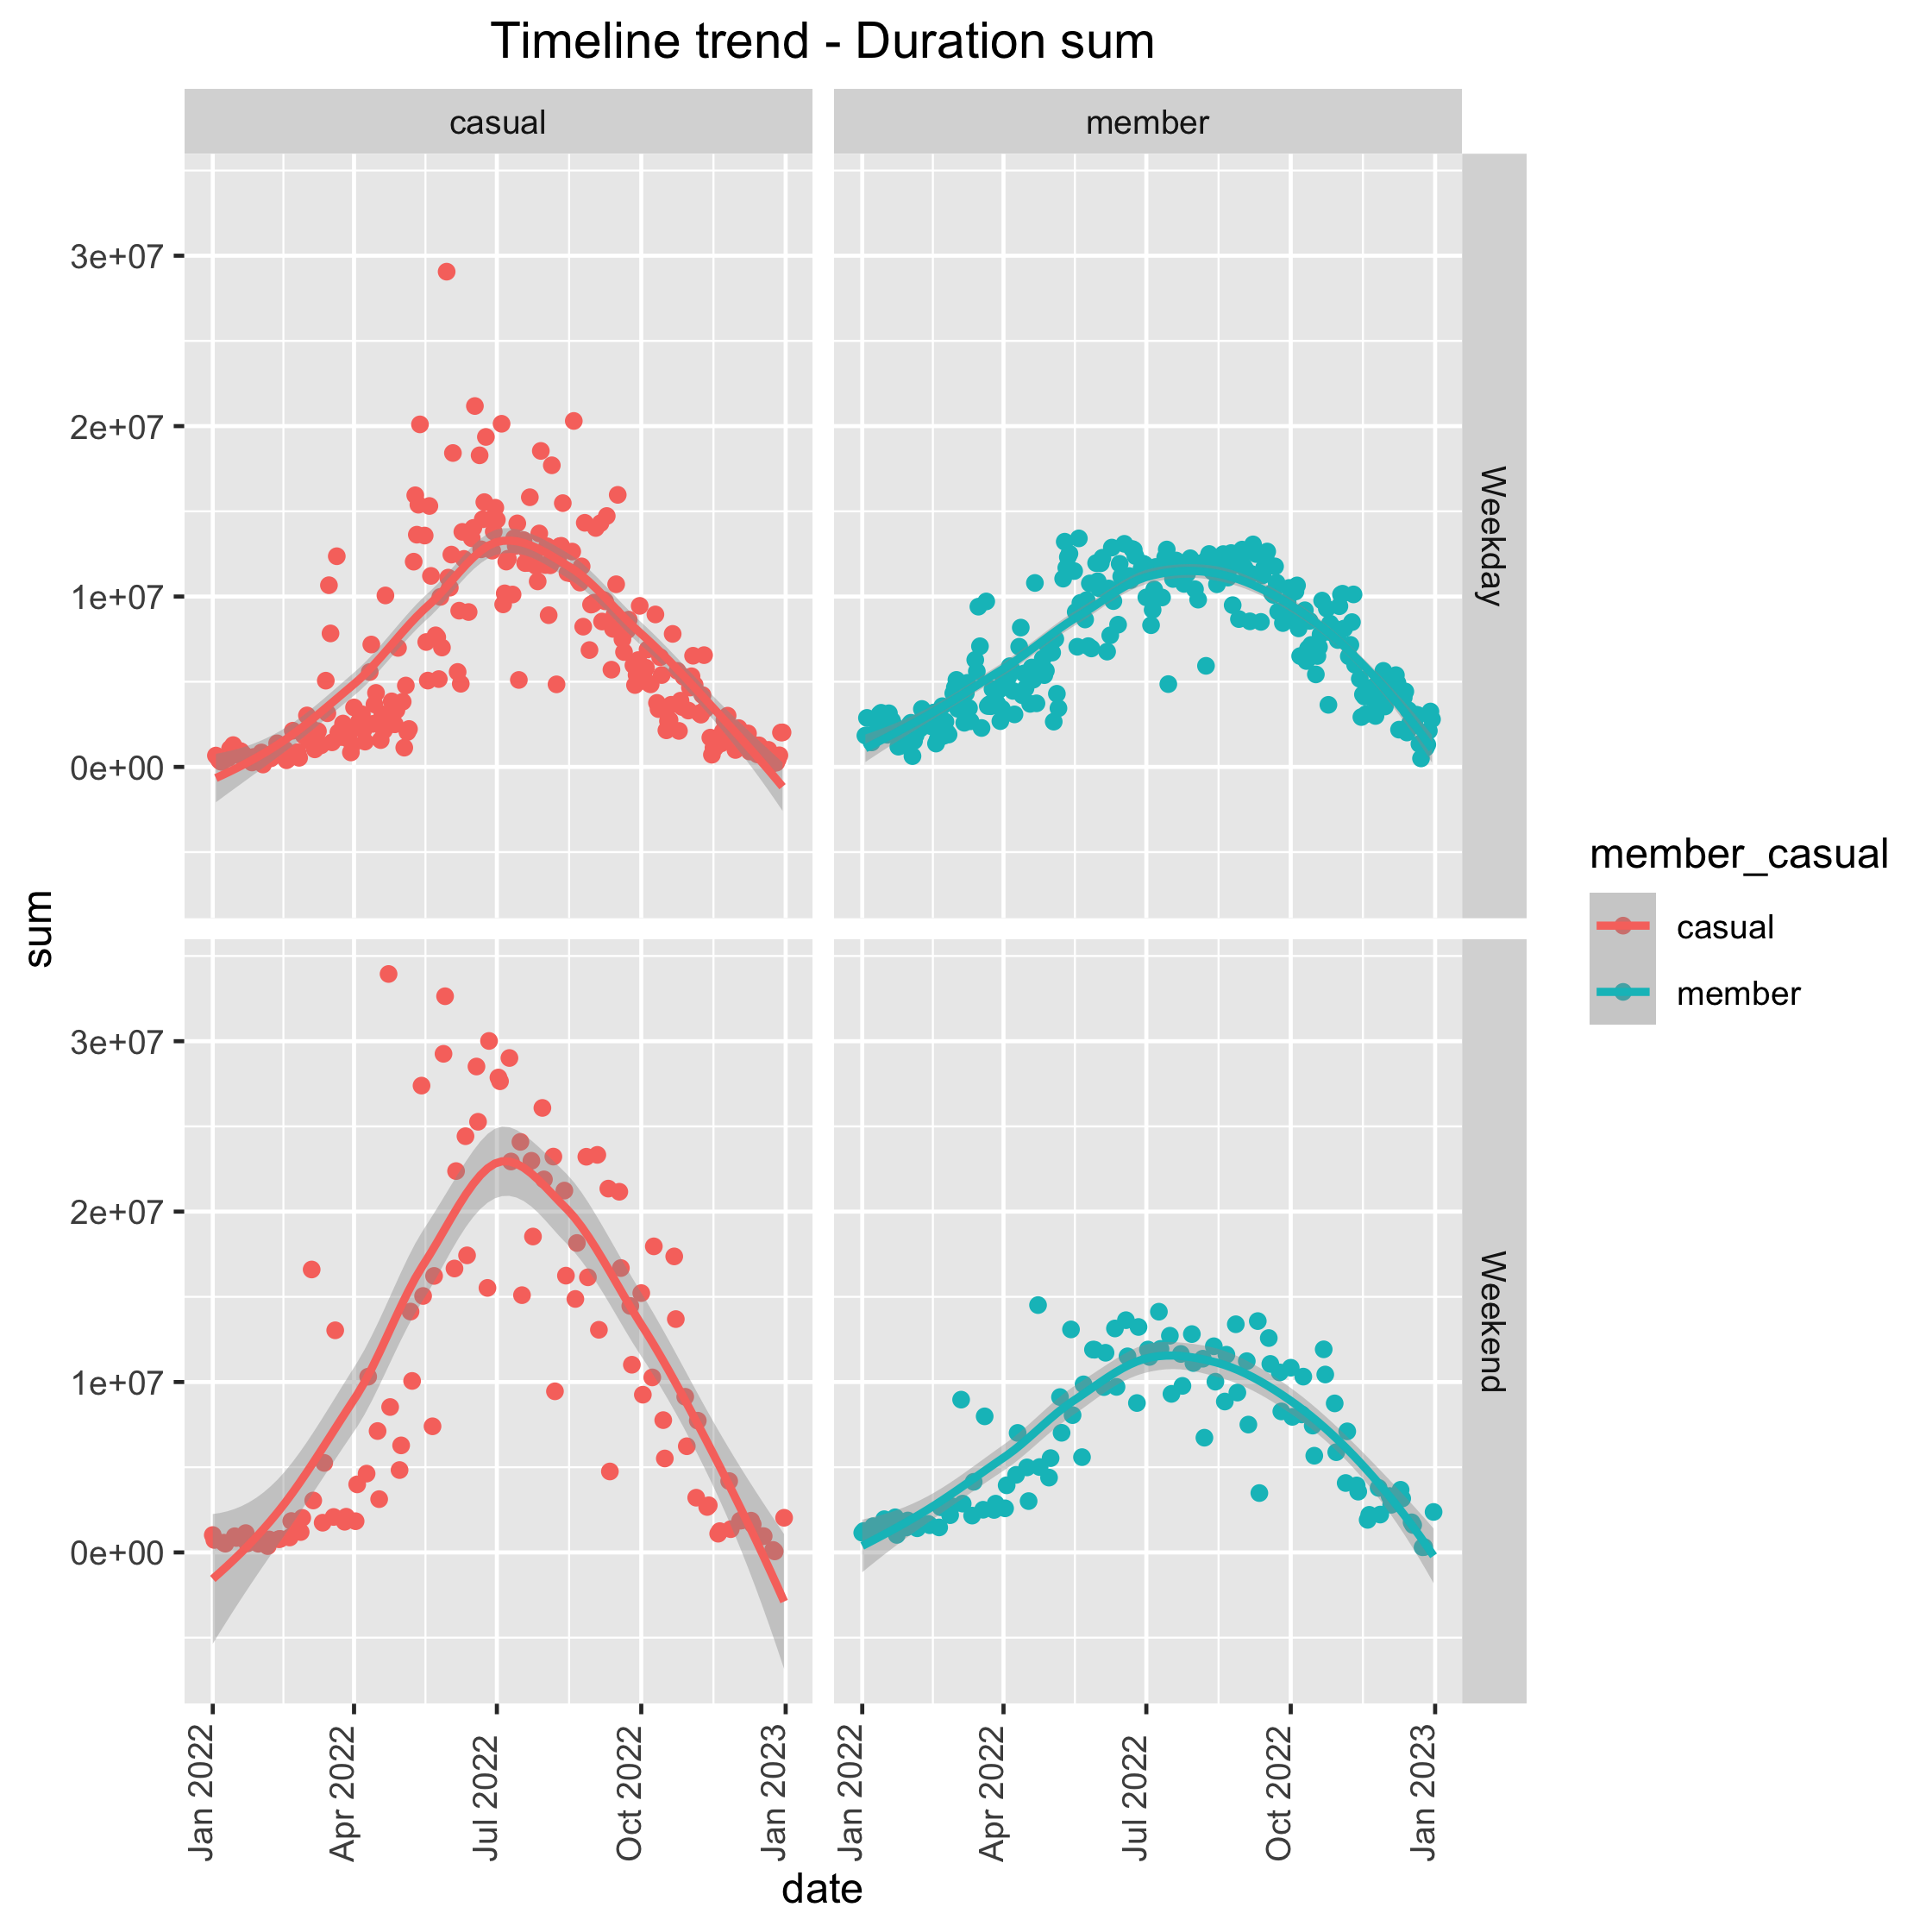 Timeline trend - Duration sum
casual
member
3e+07
2e+07
1e+07
0e+00
Weekday
3e+07
2e+07
1e+07
0e+00
Weekend
sum
Jan 2022
Apr 2022
Jul 2022
Oct 2022
Jan 2023
Jan 2022
Apr 2022
Jul 2022
Oct 2022
Jan 2023
date
member_casual
casual
member